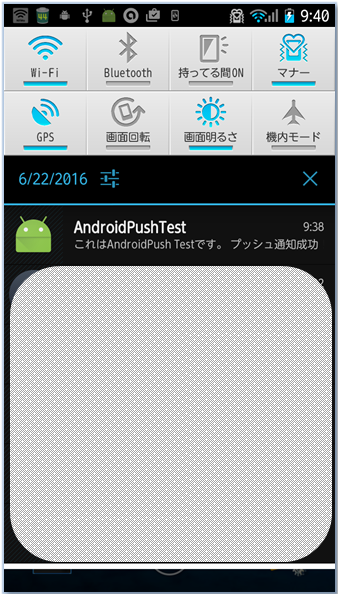 9:40
Wi-Fi Bluetooth 持ってる間ON マナー
GPS 画面回転 画面明るさ 機内モード
6/22/2016
AndroidPushTest 9:38
これはAndroidPush Testです。 プッシュ通知成功